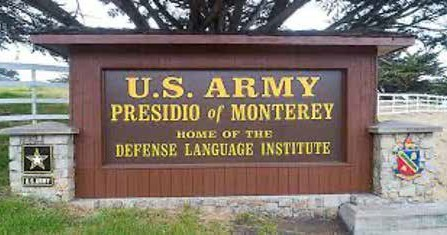 U.S. ARMY
PRESIDIO of MONTEREY
HOME OF THE
DEFENSE LANGUAGE INSTITUTE
U.S. ARMY